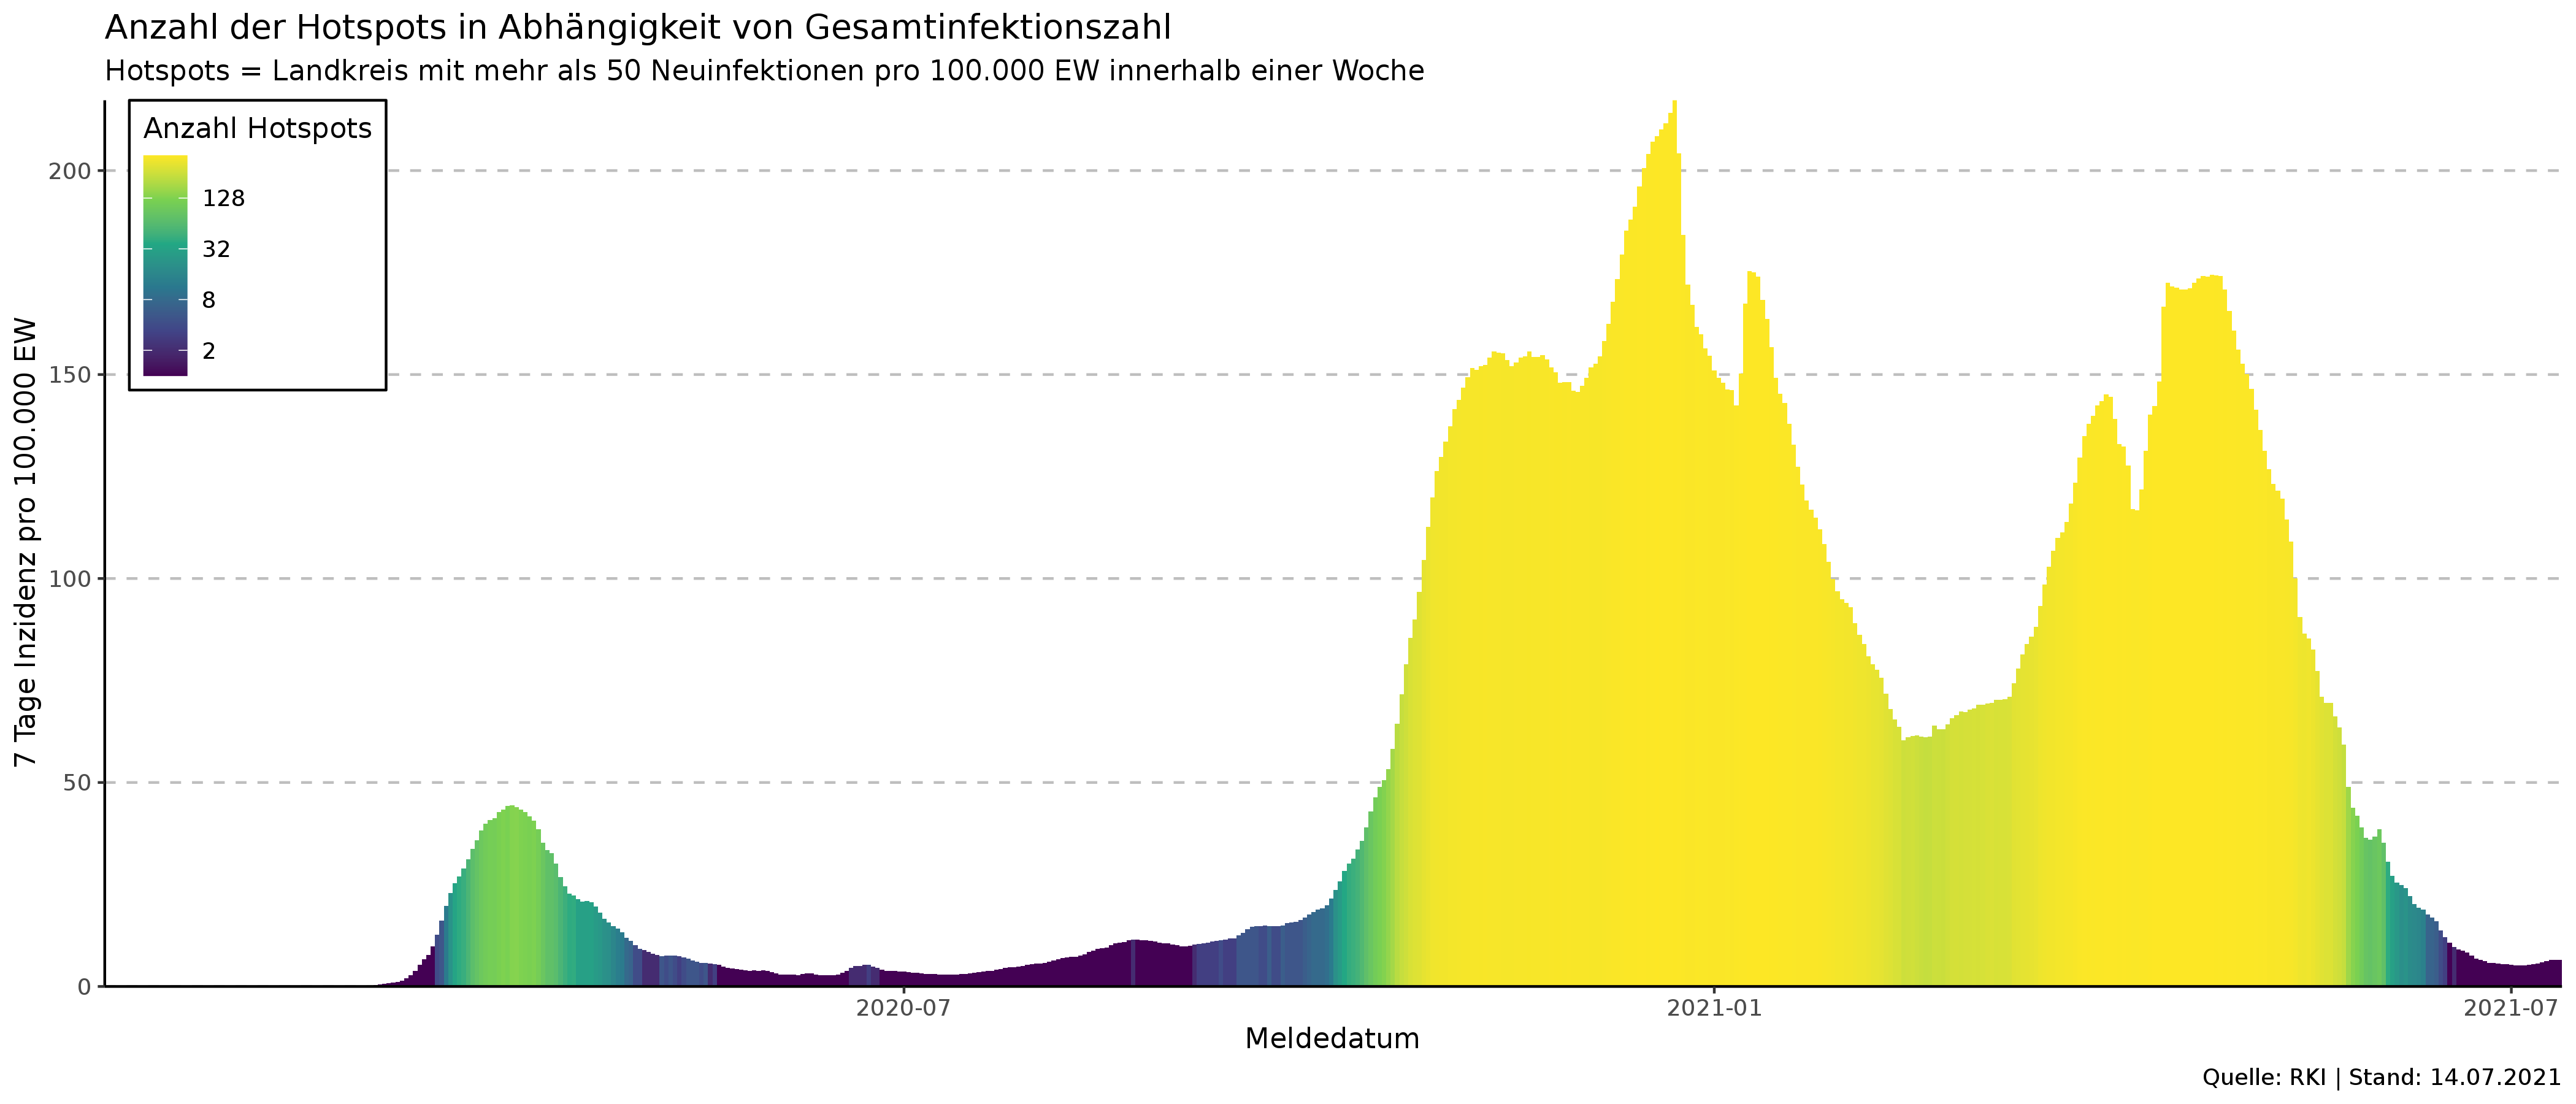 Anzahl der Hotspots in Abhängigkeit von Gesamtinfektionszahl
Hotspots = Landkreis mit mehr als 50 Neuinfektionen pro 100.000 EW innerhalb einer Woche
Anzahl Hotspots
128
32
8
2
7 Tage Inzidenz pro 100.000 EW
200
150
100
50
0
2020-07
2021-01
2021-07
Meldedatum
Quelle: RKI | Stand: 14.07.2021